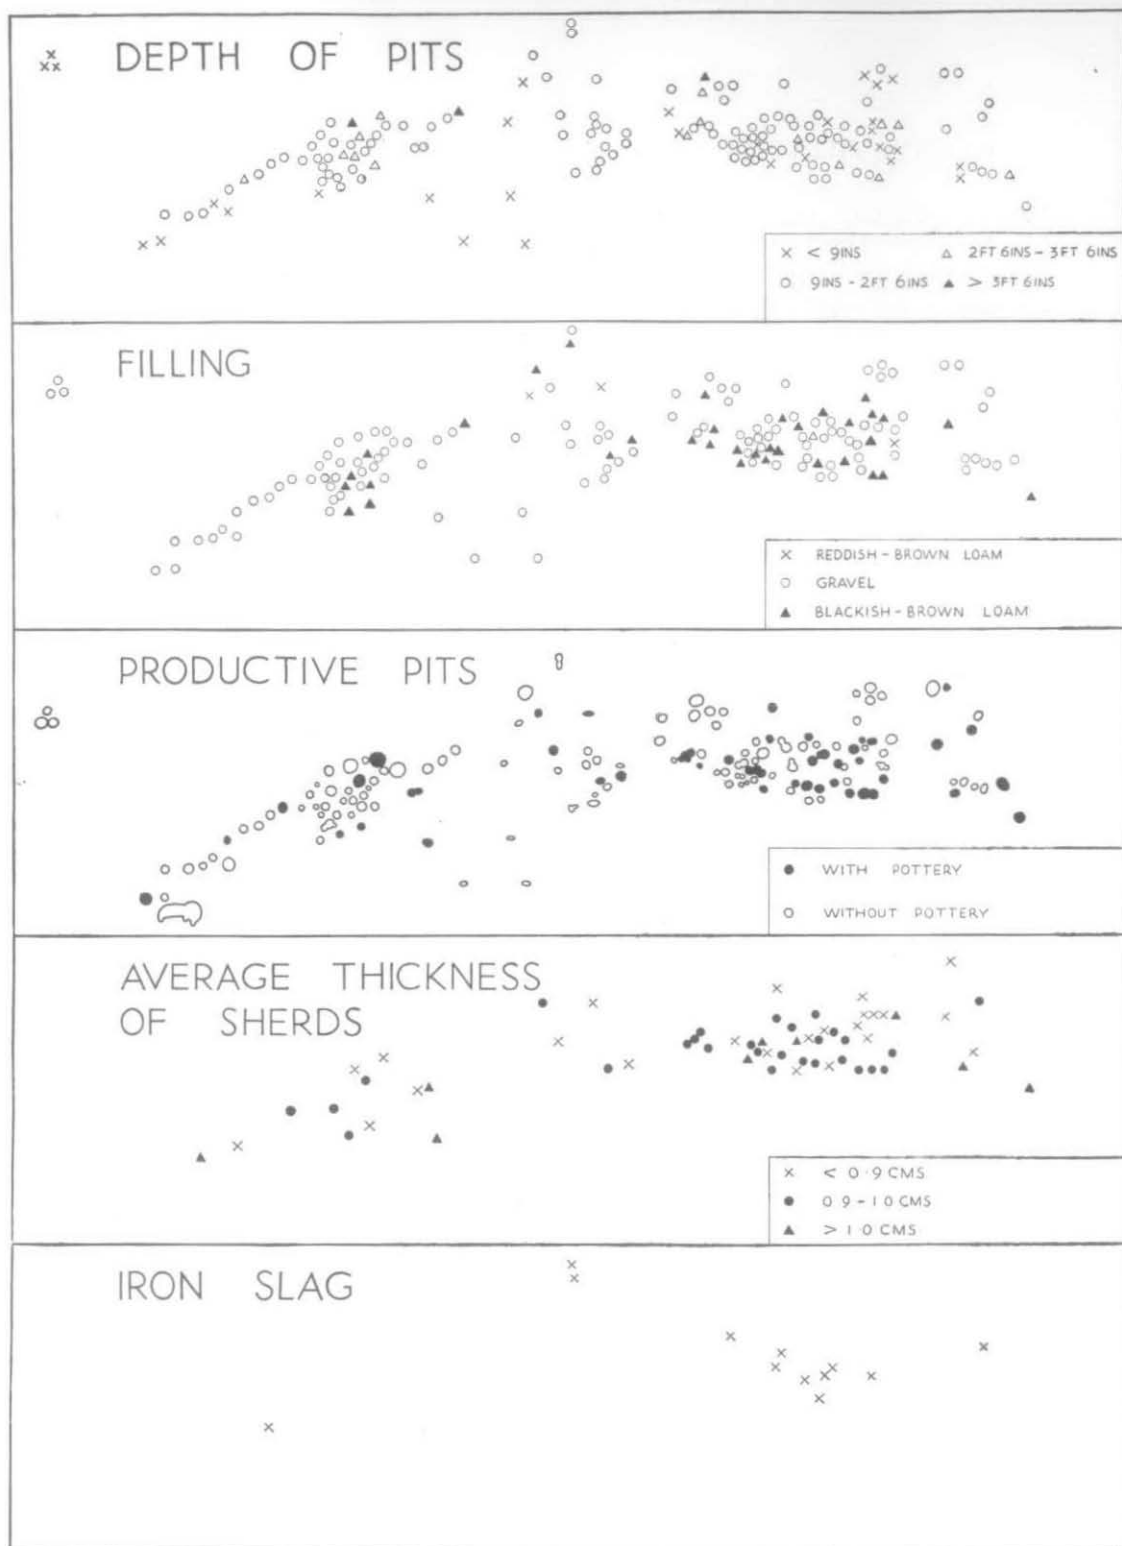 DEPTH OF PITS
× < 9INS △ 2FT 6INS – 3FT 6INS
○ 9INS – 2FT 6INS ▲ > 3FT 6INS
FILLING
× REDDISH – BROWN LOAM
○ GRAVEL
▲ BLACKISH – BROWN LOAM
PRODUCTIVE PITS
● WITH POTTERY
○ WITHOUT POTTERY
AVERAGE THICKNESS
OF SHERDS
× < 0·9 CMS
● 0 9 – 1 0 CMS
▲ > 1 0 CMS
IRON SLAG